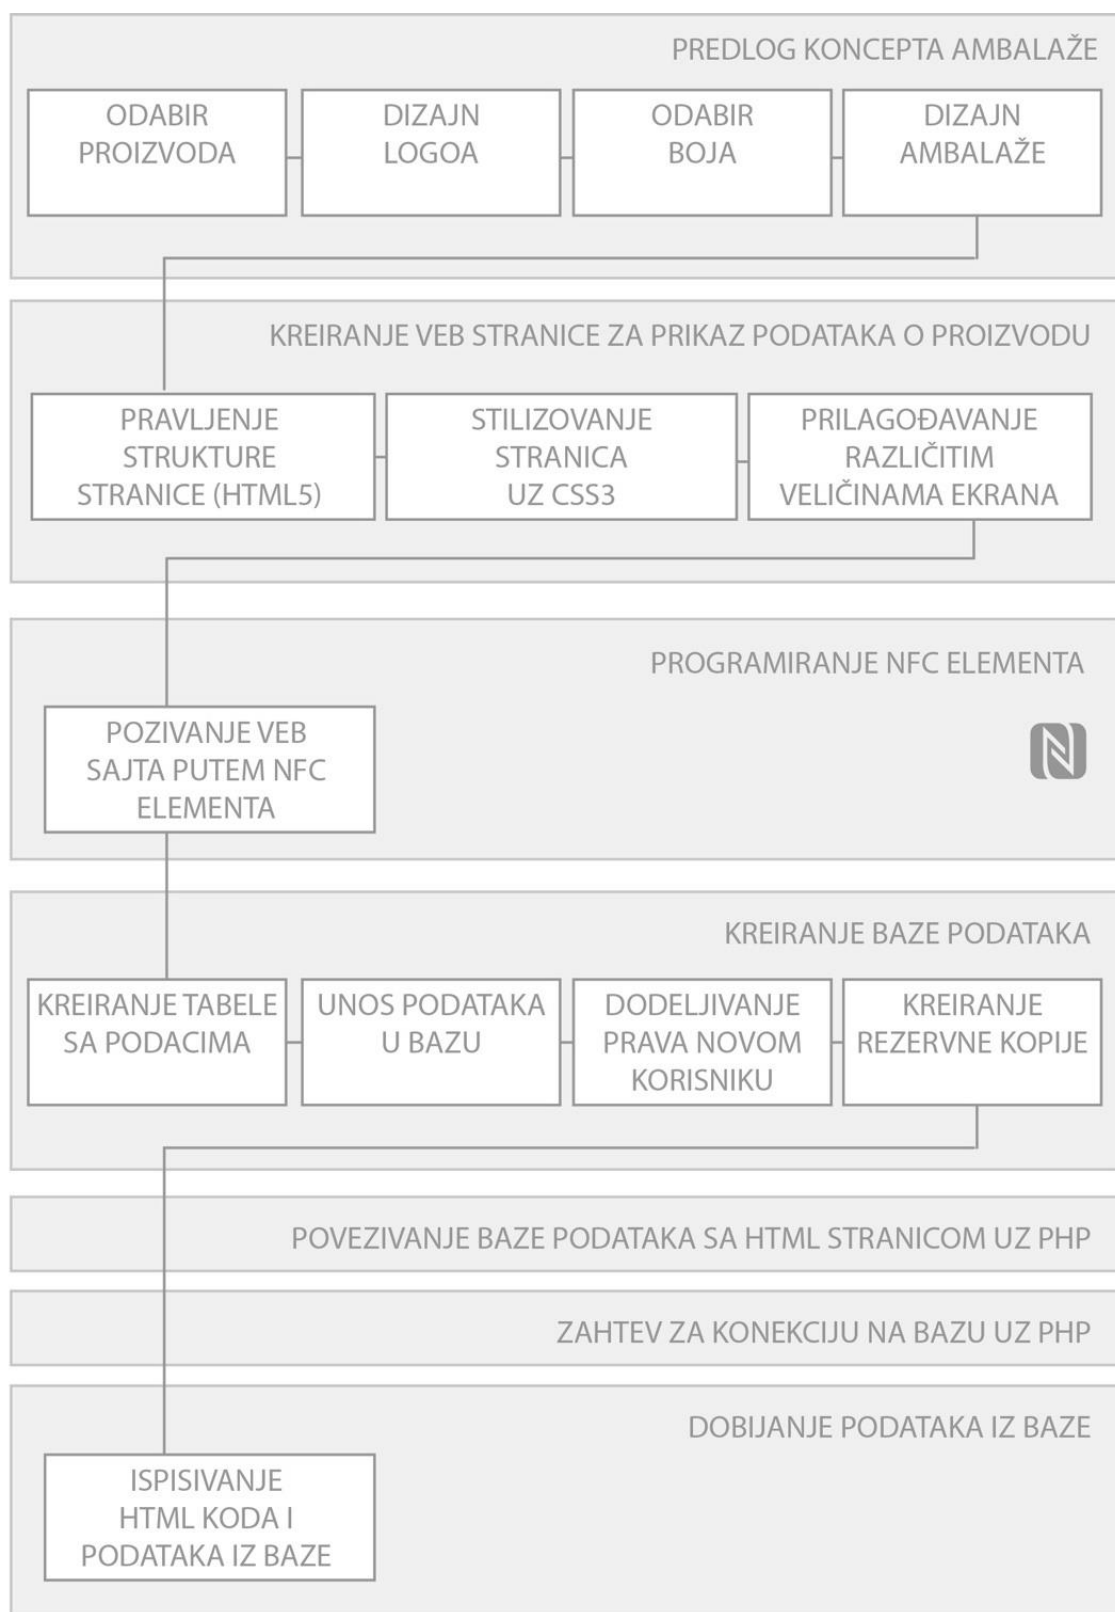 PREDLOG KONCEPTA AMBALAŽE
ODABIR
PROIZVODA
DIZAJN
LOGOA
ODABIR
BOJA
DIZAJN
AMBALAŽE
KREIRANJE VEB STRANICE ZA PRIKAZ PODATAKA O PROIZVODU
PRAVLJENJE
STRUKTURE
STRANICE (HTML5)
STILIZOVANJE
STRANICA
UZ CSS3
PRILAGOĐAVANJE
RAZLIČITIM
VELIČINAMA EKRANA
PROGRAMIRANJE NFC ELEMENTA
POZIVANJE VEB
SAJTA PUTEM NFC
ELEMENTA
KREIRANJE BAZE PODATAKA
KREIRANJE TABELE
SA PODACIMA
UNOS PODATAKA
U BAZU
DODELJIVANJE
PRAVA NOVOM
KORISNIKU
KREIRANJE
REZERVNE KOPIJE
POVEZIVANJE BAZE PODATAKA SA HTML STRANICOM UZ PHP
ZAHTEV ZA KONEKCIJU NA BAZU UZ PHP
DOBIJANJE PODATAKA IZ BAZE
ISPISIVANJE
HTML KODA I
PODATAKA IZ BAZE